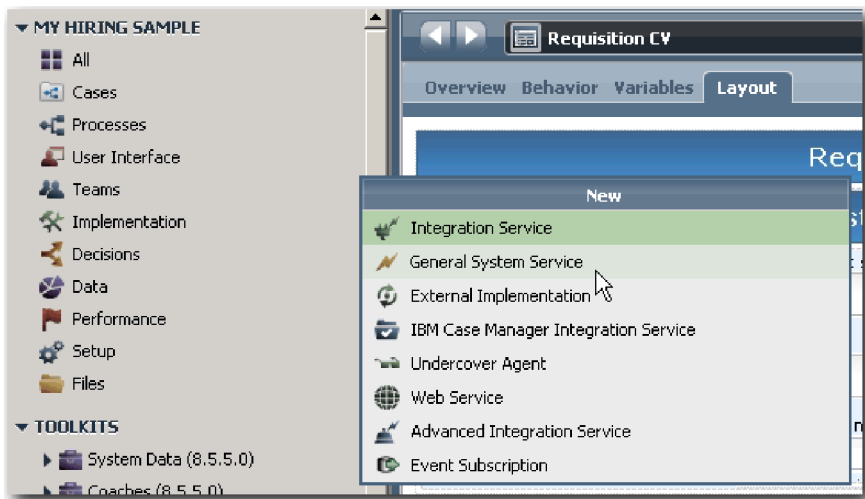 MY HIRING SAMPLE
All
Cases
Processes
User Interface
Teams
Implementation
Decisions
Data
Performance
Setup
Files
TOOLKITS
System Data (8.5.5.0)
Coaches (8.5.5.0)
Requisition CV
Overview Behavior Variables Layout
Req
New
Integration Service
General System Service
External Implementation
IBM Case Manager Integration Service
Undercover Agent
Web Service
Advanced Integration Service
Event Subscription